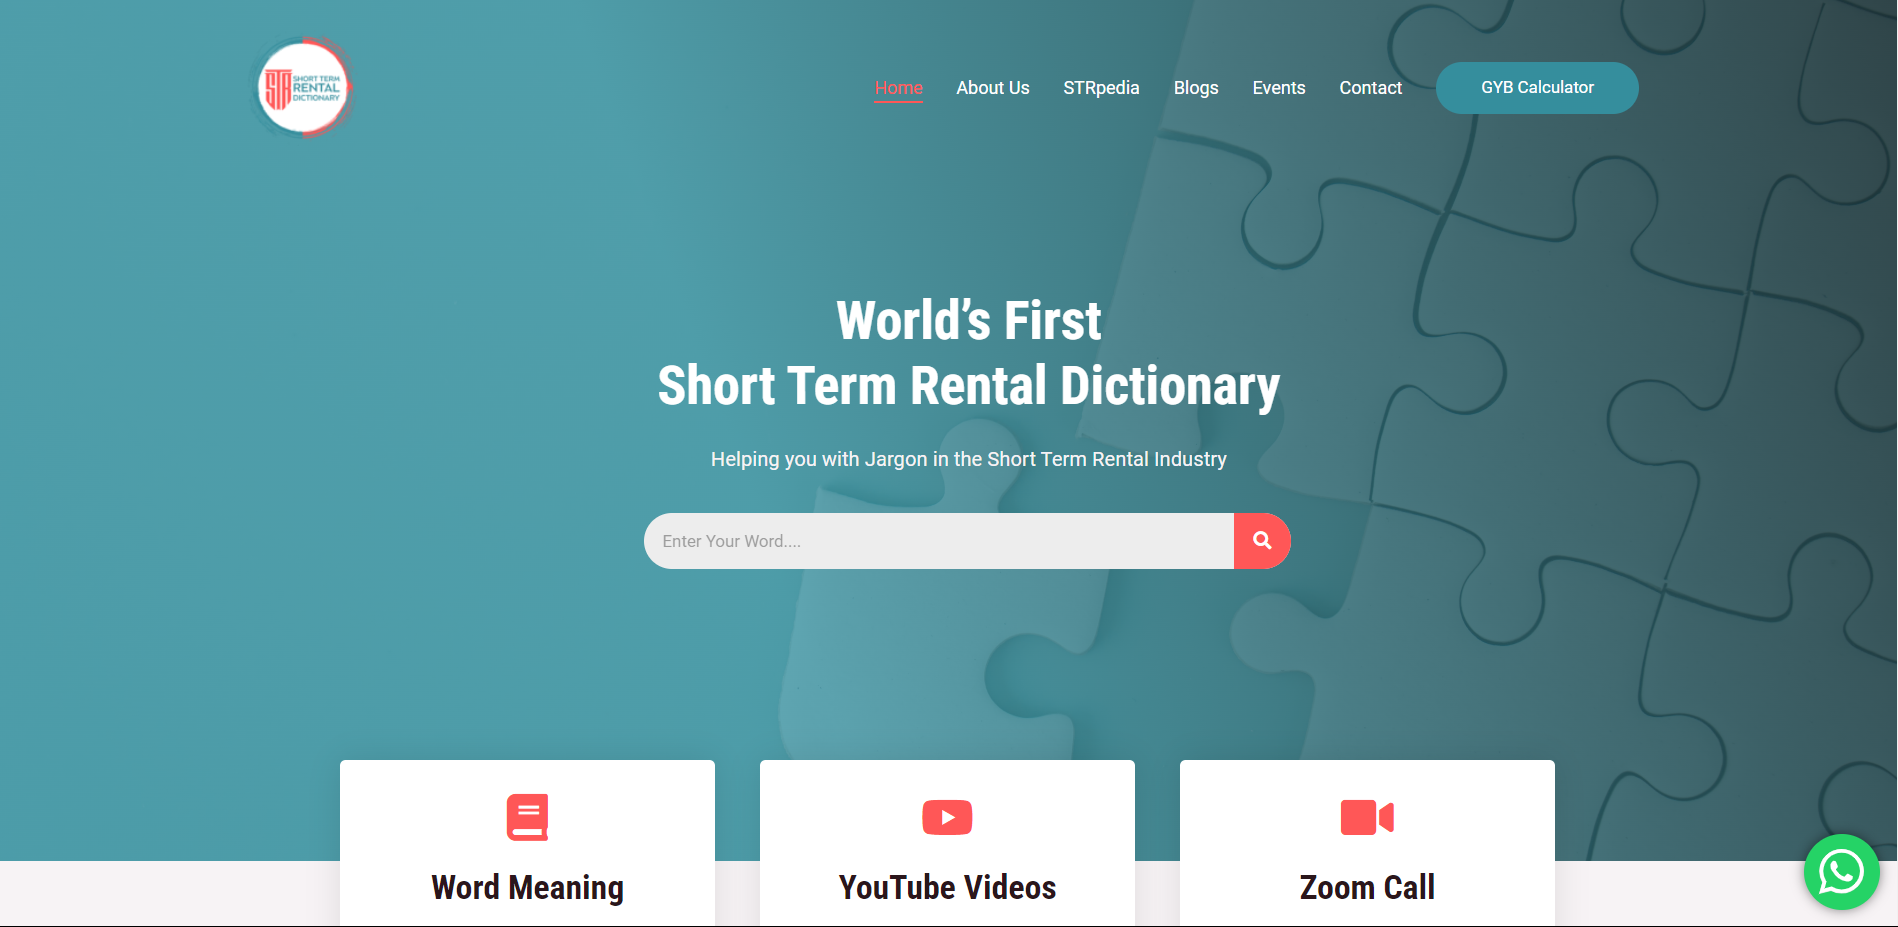 STR
SHORT TERM
RENTAL
DICTIONARY
Home
About Us
STRpedia
Blogs
Events
Contact
GYB Calculator
World’s First
Short Term Rental Dictionary
Helping you with Jargon in the Short Term Rental Industry
Enter Your Word....
Word Meaning
YouTube Videos
Zoom Call